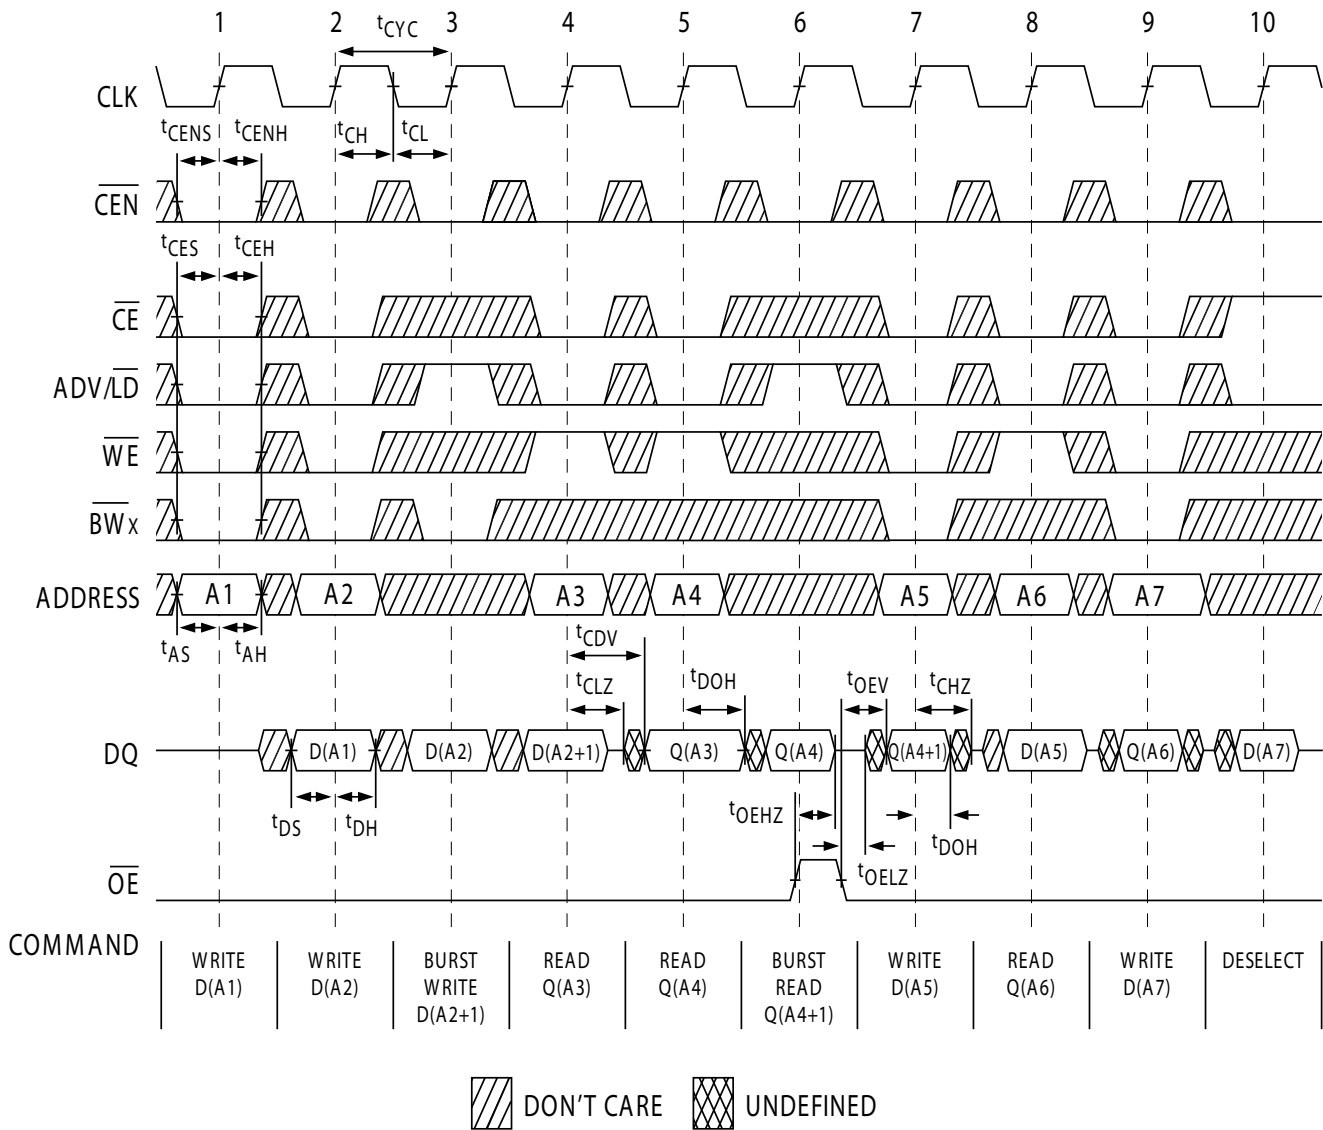 1 2 3 4 5 6 7 8 9 10
tCYC
CLK
tCENS tCENH tCH tCL
CEN
tCES tCEH
CE
ADV/LD
WE
BWx
ADDRESS A1 A2 A3 A4 A5 A6 A7
tAS tAH tCDV
tCLZ tDOH tOEV tCHZ
DQ D(A1) D(A2) D(A2+1) Q(A3) Q(A4) Q(A4+1) D(A5) Q(A6) D(A7)
tDS tDH tOEHZ tDOH
tOELZ
OE
COMMAND
WRITE WRITE BURST READ READ BURST WRITE READ WRITE DESELECT
D(A1) D(A2) WRITE Q(A3) Q(A4) READ D(A5) Q(A6) D(A7)
D(A2+1) Q(A4+1)
DON'T CARE UNDEFINED